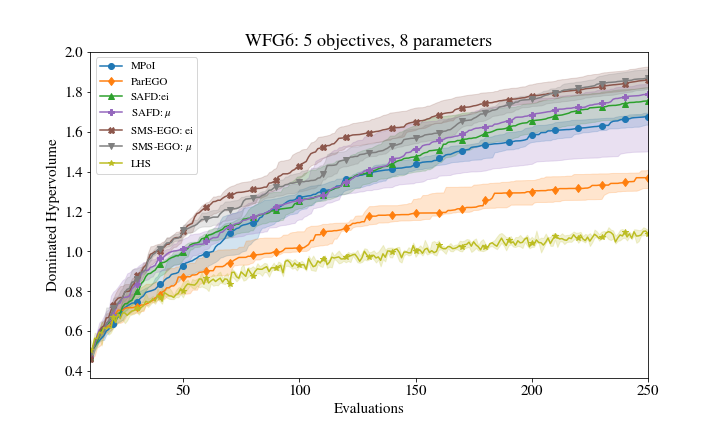 WFG6: 5 objectives, 8 parameters
Dominated Hypervolume
2.0
1.8
1.6
1.4
1.2
1.0
0.8
0.6
0.4
MPoI
ParEGO
SAFD:ei
SAFD: μ
SMS-EGO: ei
SMS-EGO: μ
LHS
50
100
150
200
250
Evaluations